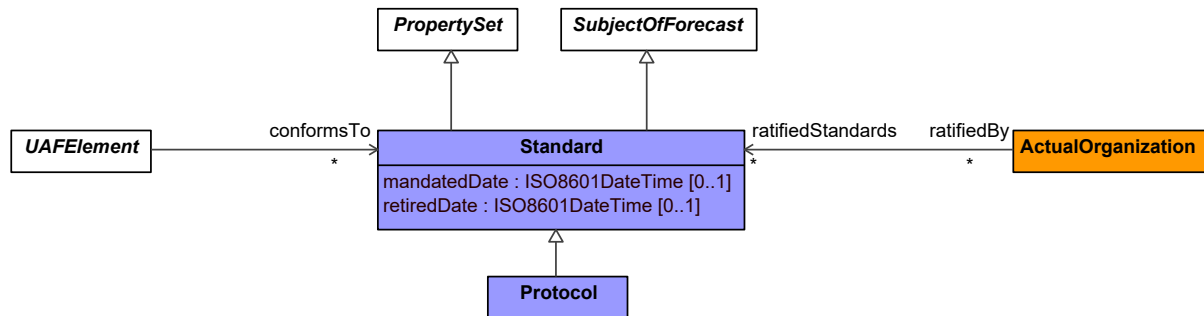 PropertySet
SubjectOfForecast
UAFElement
conformsTo
*
Standard
mandatedDate : ISO8601DateTime [0..1]
retiredDate : ISO8601DateTime [0..1]
ratifiedStandards
*
ratifiedBy
*
ActualOrganization
Protocol